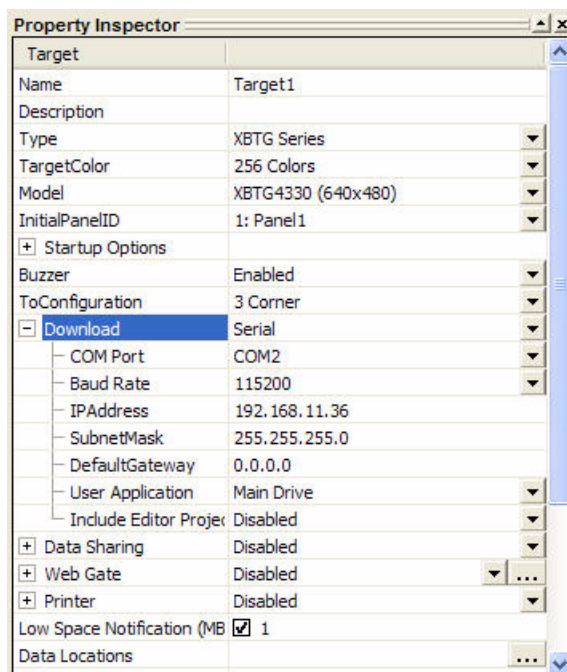 Property Inspector
Target
Name Target1
Description
Type XBTG Series
TargetColor 256 Colors
Model XBTG4330 (640x480)
InitialPanelID 1: Panel1
Startup Options
Buzzer Enabled
ToConfiguration 3 Corner
Download Serial
COM Port COM2
Baud Rate 115200
IPAddress 192.168.11.36
SubnetMask 255.255.255.0
DefaultGateway 0.0.0.0
User Application Main Drive
Include Editor Projec Disabled
Data Sharing Disabled
Web Gate Disabled ...
Printer Disabled
Low Space Notification (MB 1
Data Locations ...